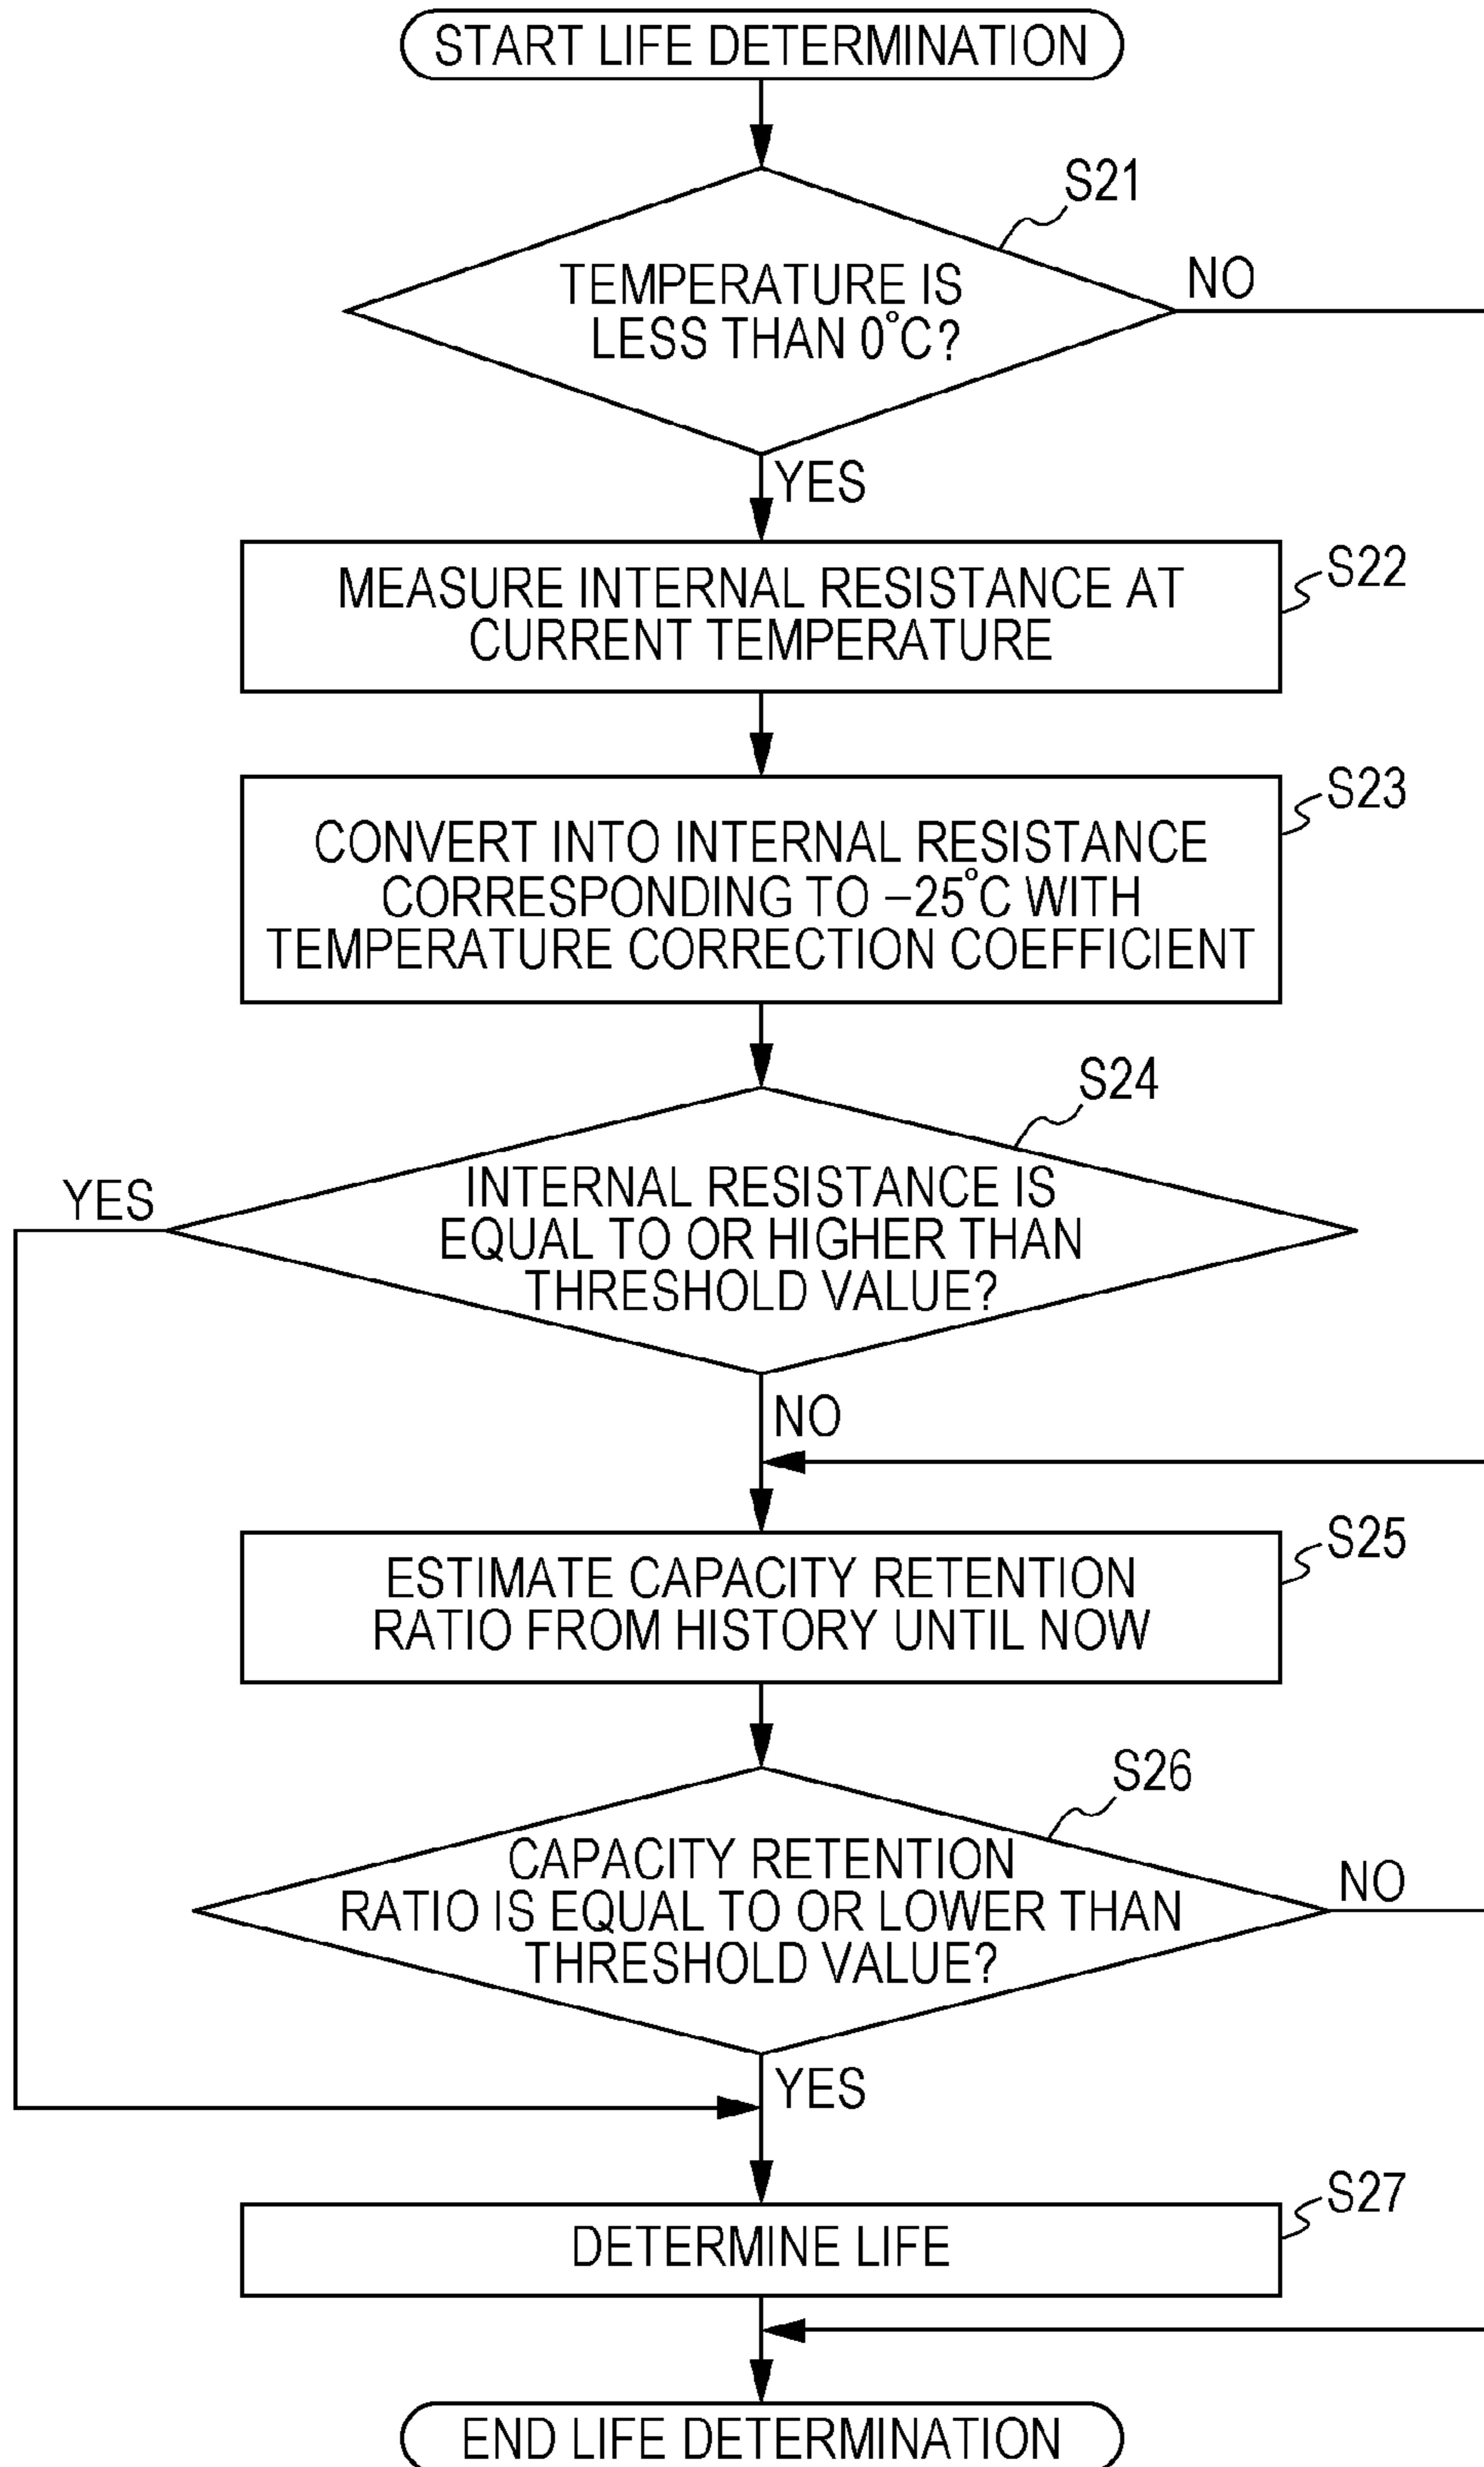 START LIFE DETERMINATION
S21
TEMPERATURE IS
LESS THAN 0°C?
NO
YES
S22
MEASURE INTERNAL RESISTANCE AT
CURRENT TEMPERATURE
S23
CONVERT INTO INTERNAL RESISTANCE
CORRESPONDING TO −25°C WITH
TEMPERATURE CORRECTION COEFFICIENT
S24
YES
INTERNAL RESISTANCE IS
EQUAL TO OR HIGHER THAN
THRESHOLD VALUE?
NO
S25
ESTIMATE CAPACITY RETENTION
RATIO FROM HISTORY UNTIL NOW
S26
CAPACITY RETENTION
RATIO IS EQUAL TO OR LOWER THAN
THRESHOLD VALUE?
NO
YES
S27
DETERMINE LIFE
END LIFE DETERMINATION